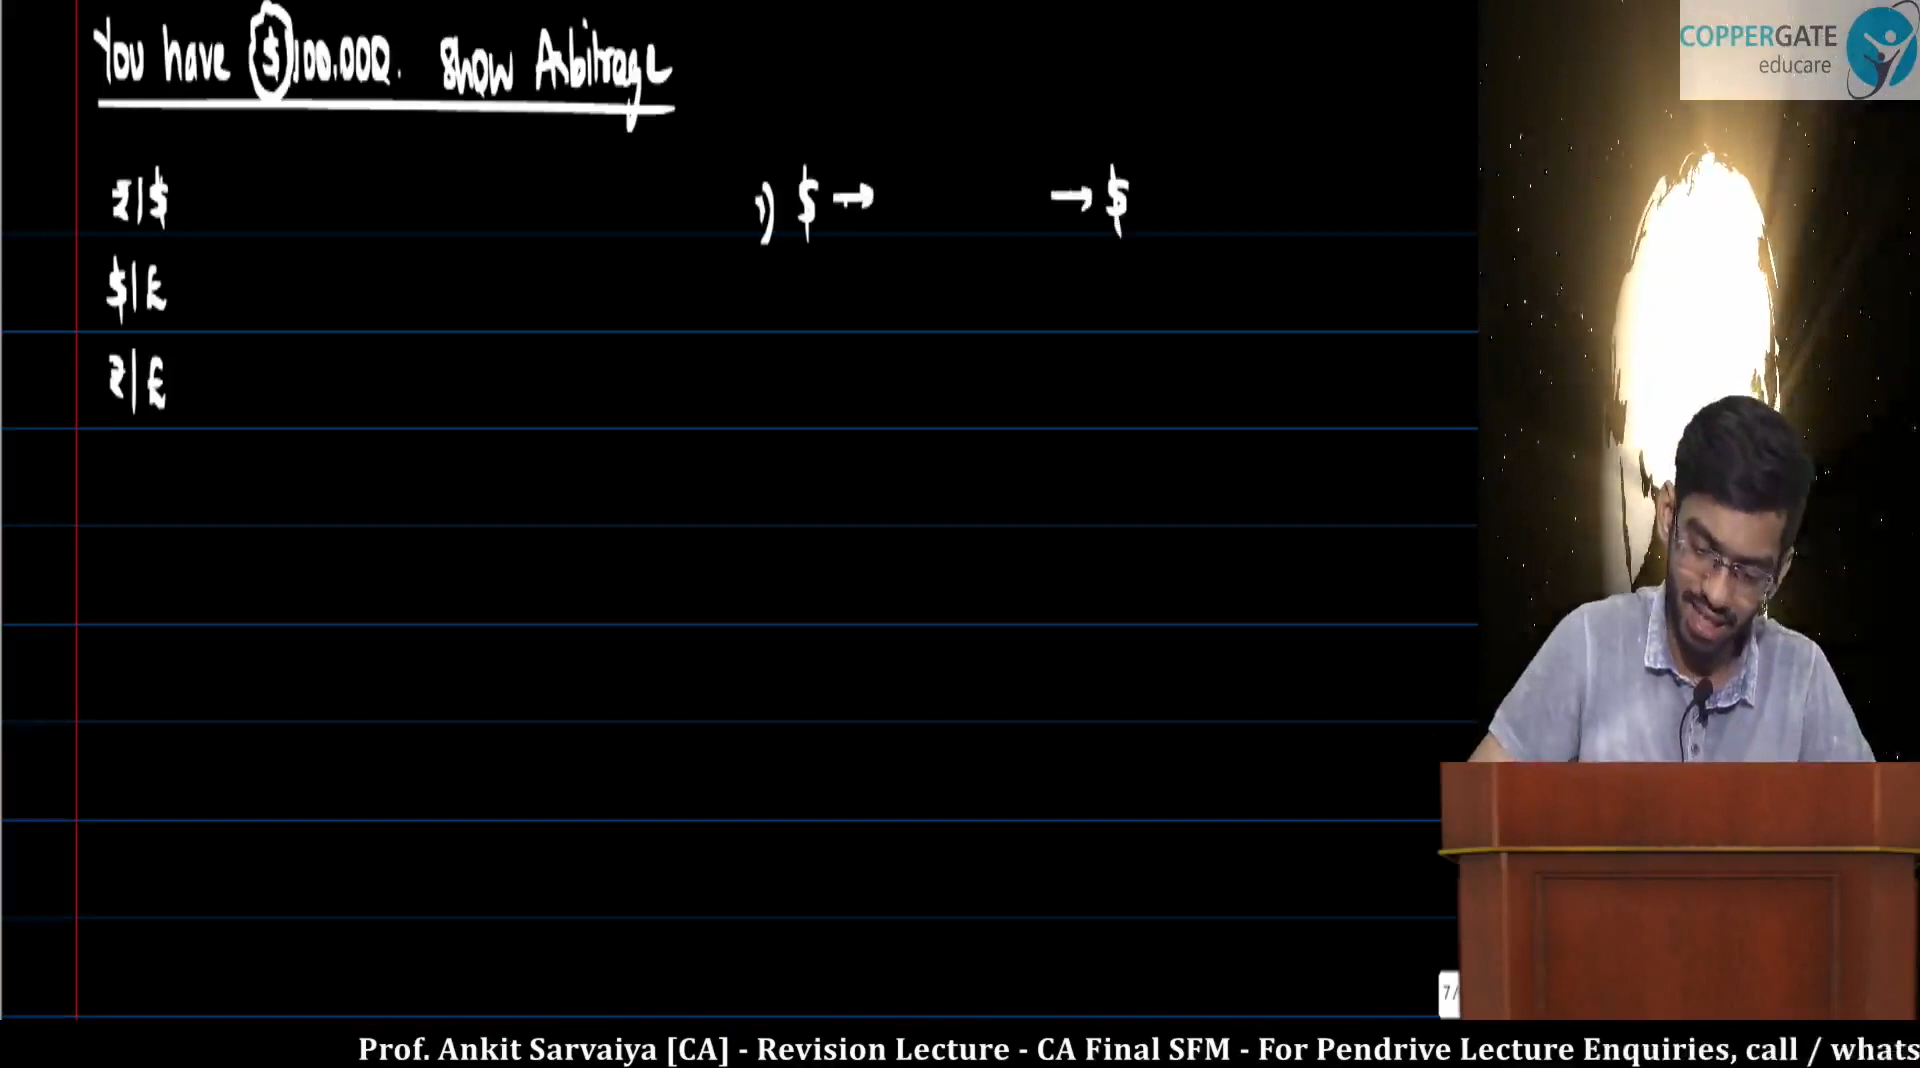 You have $100,000. Show Arbitrage
COPPERGATE
educare
₹|$
1) $ → → $
$|£
₹|£
7/
Prof. Ankit Sarvaiya [CA] - Revision Lecture - CA Final SFM - For Pendrive Lecture Enquiries, call / whats